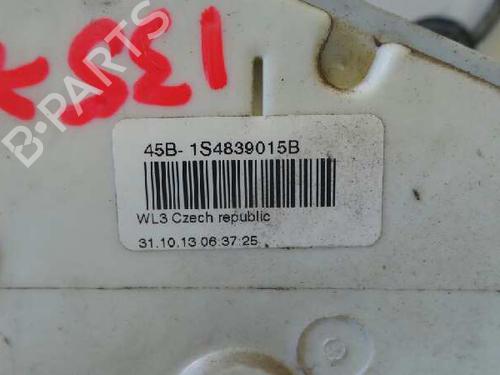 B-PARTS
45B- 1S4839015B
WL3 Czech republic
31.10.13 06:37:25